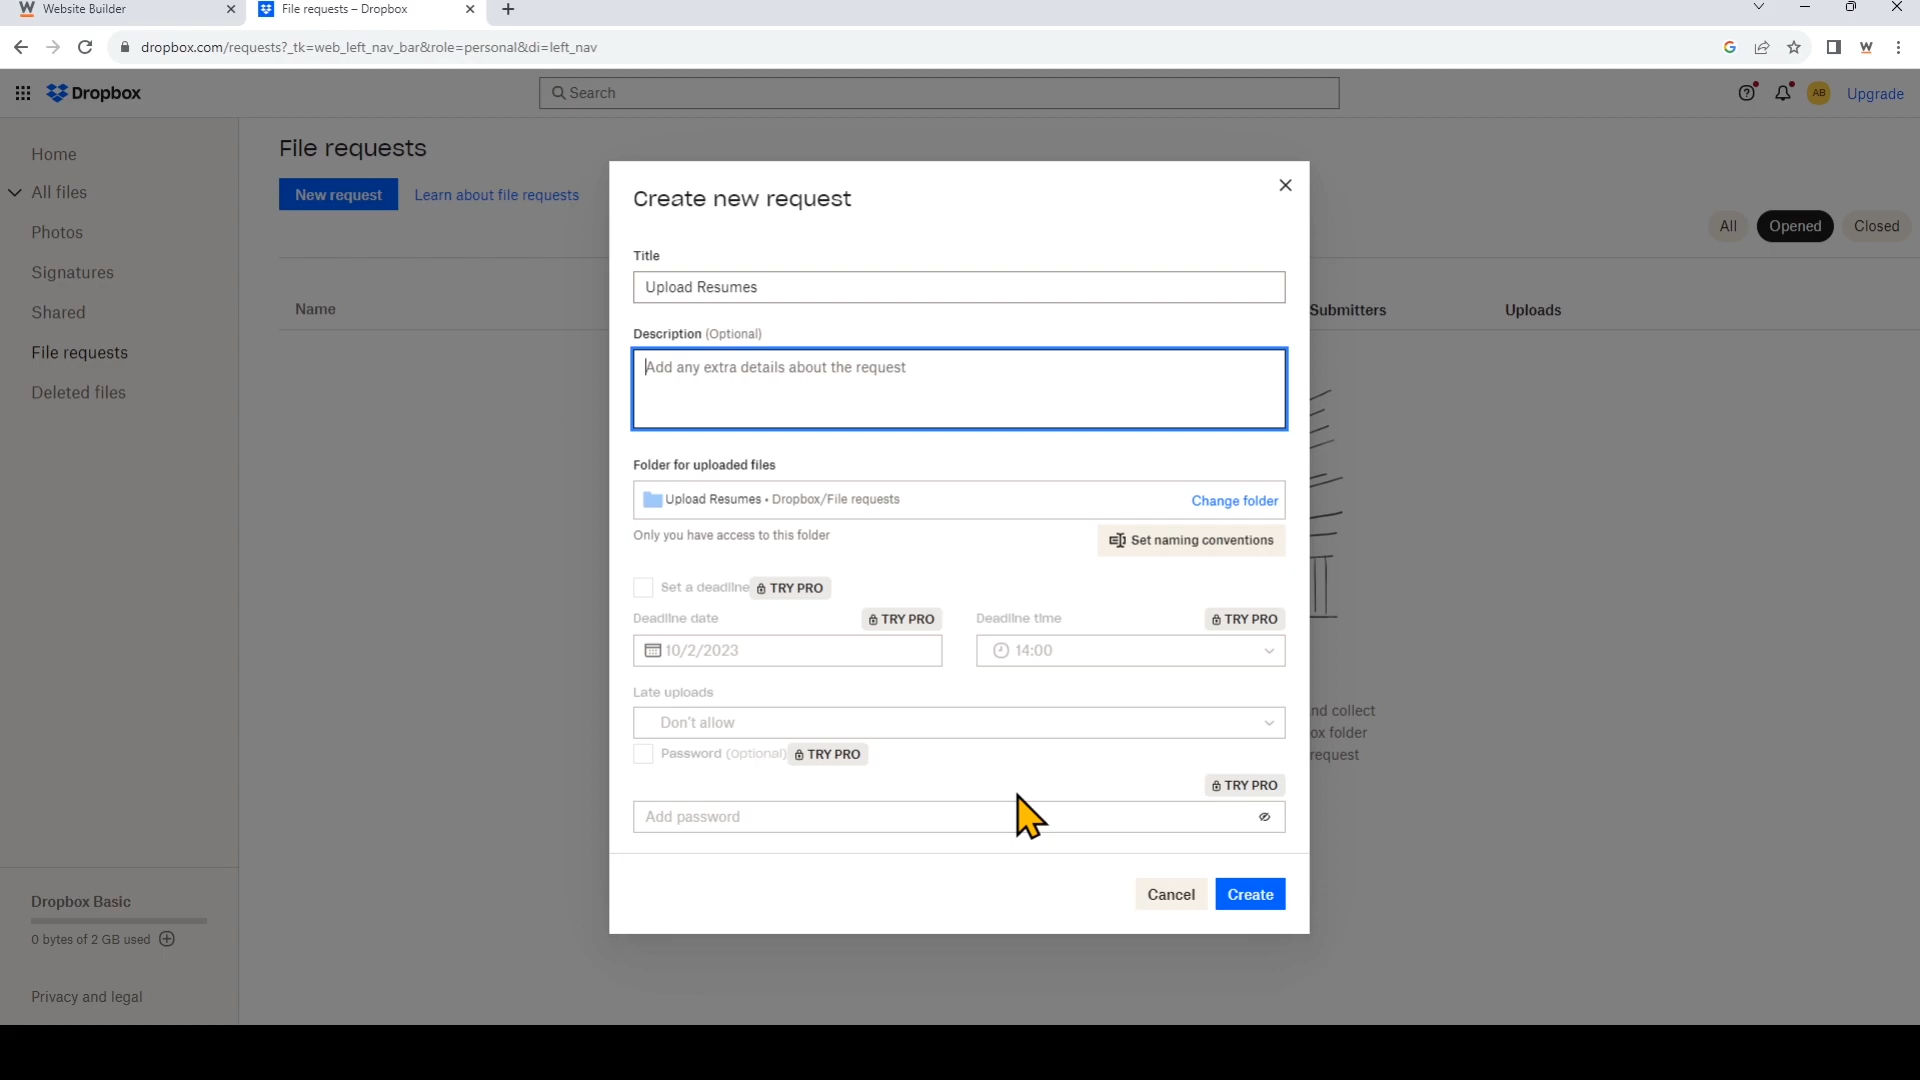 Website Builder
File requests – Dropbox
dropbox.com/requests?_tk=web_left_nav_bar&role=personal&di=left_nav
Dropbox
Search
AB
Upgrade
Home
All files
Photos
Signatures
Shared
File requests
Deleted files
Dropbox Basic
0 bytes of 2 GB used
Privacy and legal
File requests
New request
Learn about file requests
All
Opened
Closed
Name
Submitters
Uploads
nd collect
ox folder
request
Create new request
Title
Upload Resumes
Description (Optional)
Add any extra details about the request
Folder for uploaded files
Upload Resumes • Dropbox/File requests
Change folder
Only you have access to this folder
Set naming conventions
Set a deadline TRY PRO
Deadline date TRY PRO
Deadline time TRY PRO
10/2/2023
14:00
Late uploads
Don't allow
Password (Optional) TRY PRO
TRY PRO
Add password
Cancel
Create